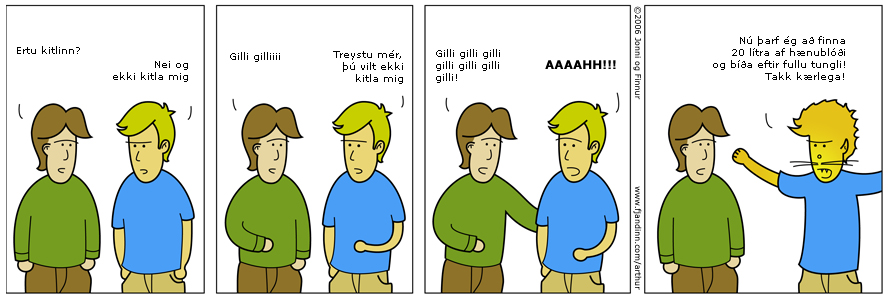 Ertu kitlinn?
Nei og
ekki kitla mig
Gilli gilliiii
Treystu mér,
þú vilt ekki
kitla mig
Gilli gilli gilli
gilli gilli gilli
gilli!
AAAAHH!!!
©2006 Jonni og Finnur
www.fjandinn.com/arthur
Nú þarf ég að finna
20 lítra af hænublóði
og bíða eftir fullu tungli!
Takk kærlega!